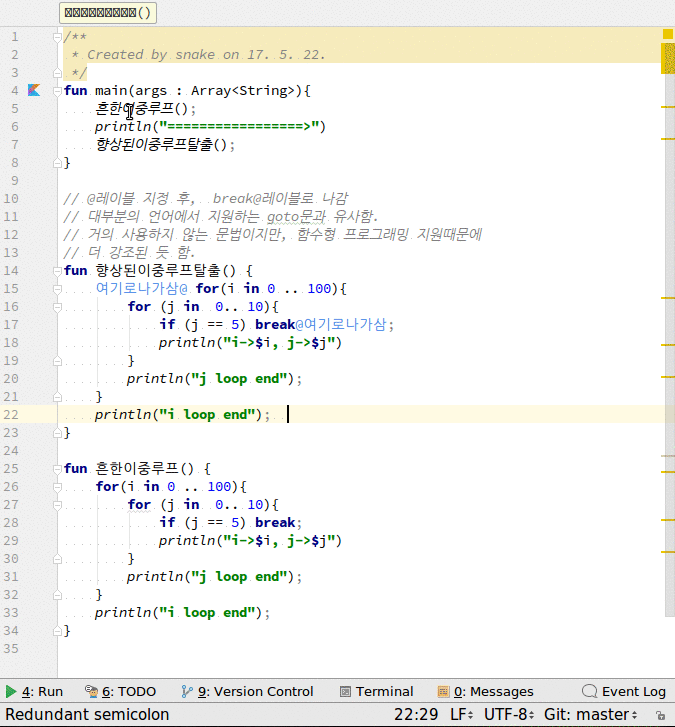 ()
1 /**
2 * Created by snake on 17. 5. 22.
3 */
4 fun main(args : Array<String>){
5 흔한이중루프();
6 println("=================>")
7 향상된이중루프탈출();
8 }
9
10 // @레이블 지정 후, break@레이블로 나감
11 // 대부분의 언어에서 지원하는 goto문과 유사함.
12 // 거의 사용하지 않는 문법이지만, 함수형 프로그래밍 지원때문에
13 // 더 강조된 듯 함.
14 fun 향상된이중루프탈출() {
15 여기로나가삼@ for(i in 0 .. 100){
16 for (j in 0.. 10){
17 if (j == 5) break@여기로나가삼;
18 println("i->$i, j->$j")
19 }
20 println("j loop end");
21 }
22 println("i loop end");
23 }
24
25 fun 흔한이중루프() {
26 for(i in 0 .. 100){
27 for (j in 0.. 10){
28 if (j == 5) break;
29 println("i->$i, j->$j")
30 }
31 println("j loop end");
32 }
33 println("i loop end");
34 }
35
4: Run 6: TODO 9: Version Control Terminal 0: Messages Event Log
Redundant semicolon 22:29 LF UTF-8 Git: master